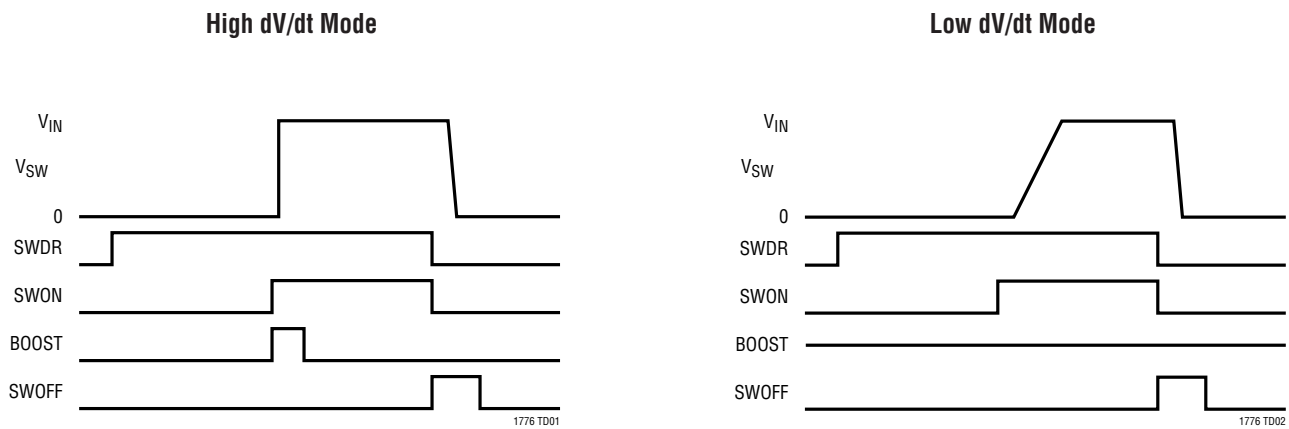 High dV/dt Mode
VIN
VSW
0
SWDR
SWON
BOOST
SWOFF
1776 TD01
Low dV/dt Mode
VIN
VSW
0
SWDR
SWON
BOOST
SWOFF
1776 TD02